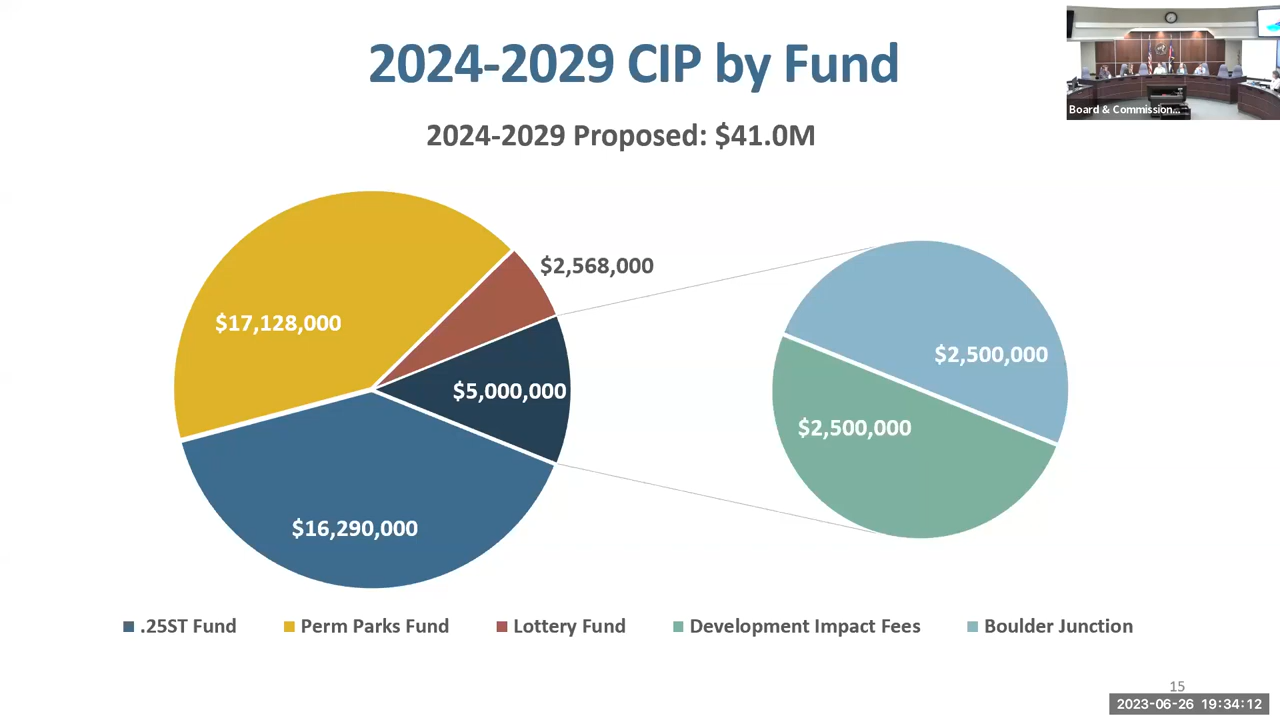 2024-2029 CIP by Fund
Board & Commission...
2024-2029 Proposed: $41.0M
$2,568,000
$17,128,000
$2,500,000
$5,000,000
$2,500,000
$16,290,000
.25ST Fund
Perm Parks Fund
Lottery Fund
Development Impact Fees
Boulder Junction
15
2023-06-26 19:34:12